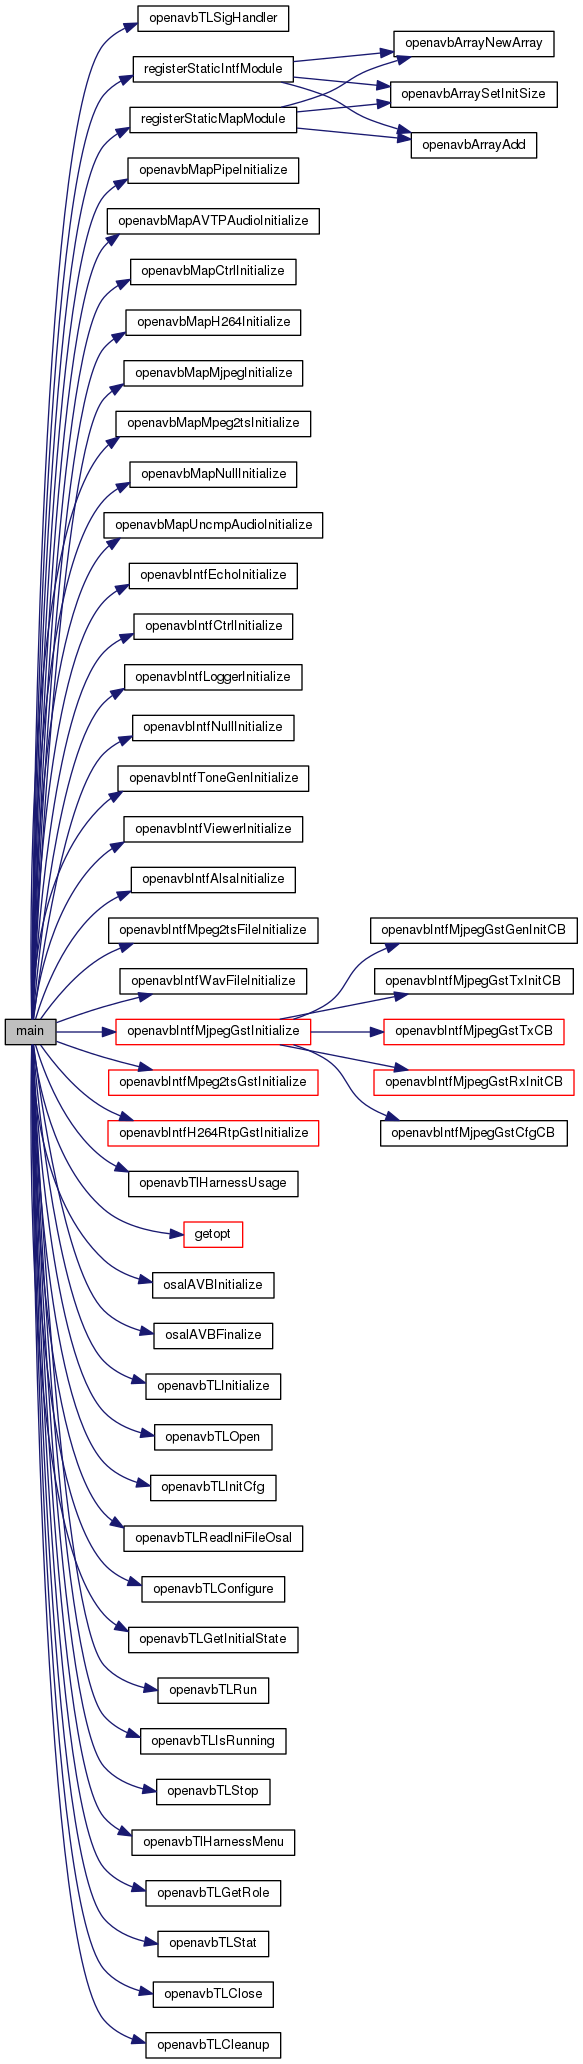 openavbTLSigHandler
openavbArrayNewArray
registerStaticIntfModule
openavbArraySetInitSize
registerStaticMapModule
openavbArrayAdd
openavbMapPipeInitialize
openavbMapAVTPAudioInitialize
openavbMapCtrlInitialize
openavbMapH264Initialize
openavbMapMjpegInitialize
openavbMapMpeg2tsInitialize
openavbMapNullInitialize
openavbMapUncmpAudioInitialize
openavbIntfEchoInitialize
openavbIntfCtrlInitialize
openavbIntfLoggerInitialize
openavbIntfNullInitialize
openavbIntfToneGenInitialize
openavbIntfViewerInitialize
openavbIntfAlsaInitialize
openavbIntfMpeg2tsFileInitialize
openavbIntfMjpegGstGenInitCB
openavbIntfWavFileInitialize
openavbIntfMjpegGstTxInitCB
main
openavbIntfMjpegGstInitialize
openavbIntfMjpegGstTxCB
openavbIntfMpeg2tsGstInitialize
openavbIntfMjpegGstRxInitCB
openavbIntfH264RtpGstInitialize
openavbIntfMjpegGstCfgCB
openavbTlHarnessUsage
getopt
osalAVBInitialize
osalAVBFinalize
openavbTLInitialize
openavbTLOpen
openavbTLInitCfg
openavbTLReadIniFileOsal
openavbTLConfigure
openavbTLGetInitialState
openavbTLRun
openavbTLIsRunning
openavbTLStop
openavbTlHarnessMenu
openavbTLGetRole
openavbTLStat
openavbTLClose
openavbTLCleanup